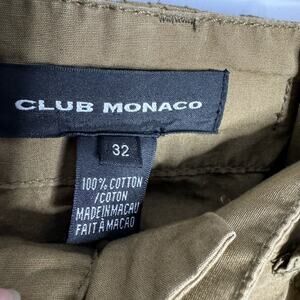 CLUB MONACO
32
100% COTTON
/COTON
MADE IN MACAU
FAIT À MACAO